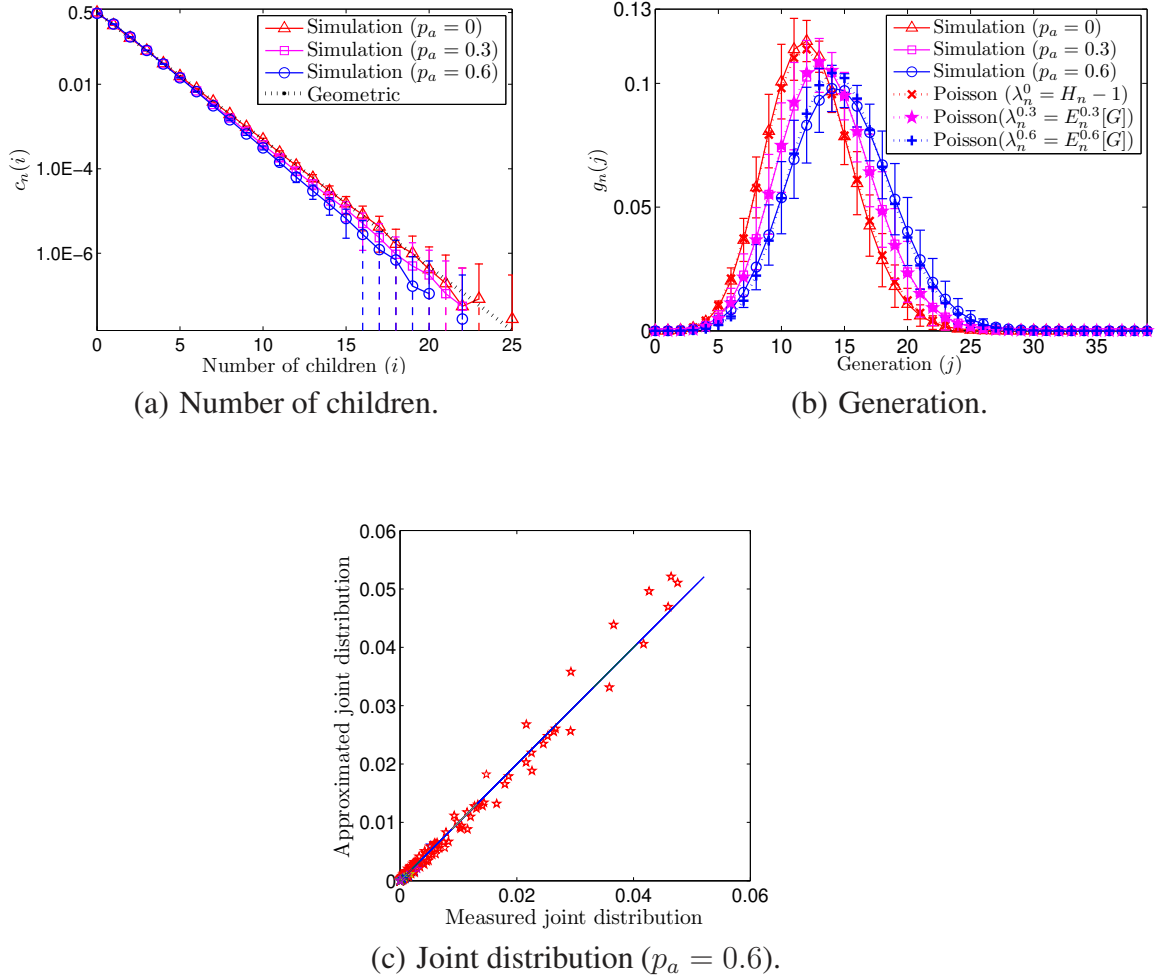 0.5
0.01
1.0E−4
1.0E−6
c_n(i)
Simulation (p_a = 0)
Simulation (p_a = 0.3)
Simulation (p_a = 0.6)
Geometric
0 5 10 15 20 25
Number of children (i)
(a) Number of children.
0.13
0.1
0.05
0
g_n(j)
Simulation (p_a = 0)
Simulation (p_a = 0.3)
Simulation (p_a = 0.6)
Poisson (λ_n^0 = H_n − 1)
Poisson(λ_n^{0.3} = E_n^{0.3}[G])
Poisson(λ_n^{0.6} = E_n^{0.6}[G])
0 5 10 15 20 25 30 35
Generation (j)
(b) Generation.
0.06
0.05
0.04
0.03
0.02
0.01
0
Approximated joint distribution
0 0.02 0.04 0.06
Measured joint distribution
(c) Joint distribution (p_a = 0.6).